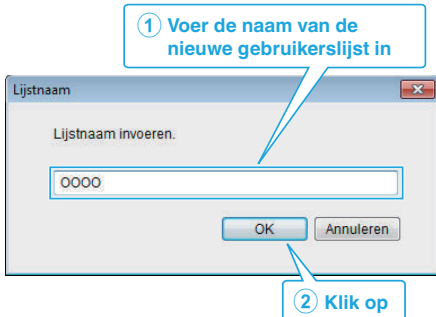 ① Voer de naam van de
nieuwe gebruikerslijst in
Lijstnaam
Lijstnaam invoeren.
OOOO
OK Annuleren
② Klik op